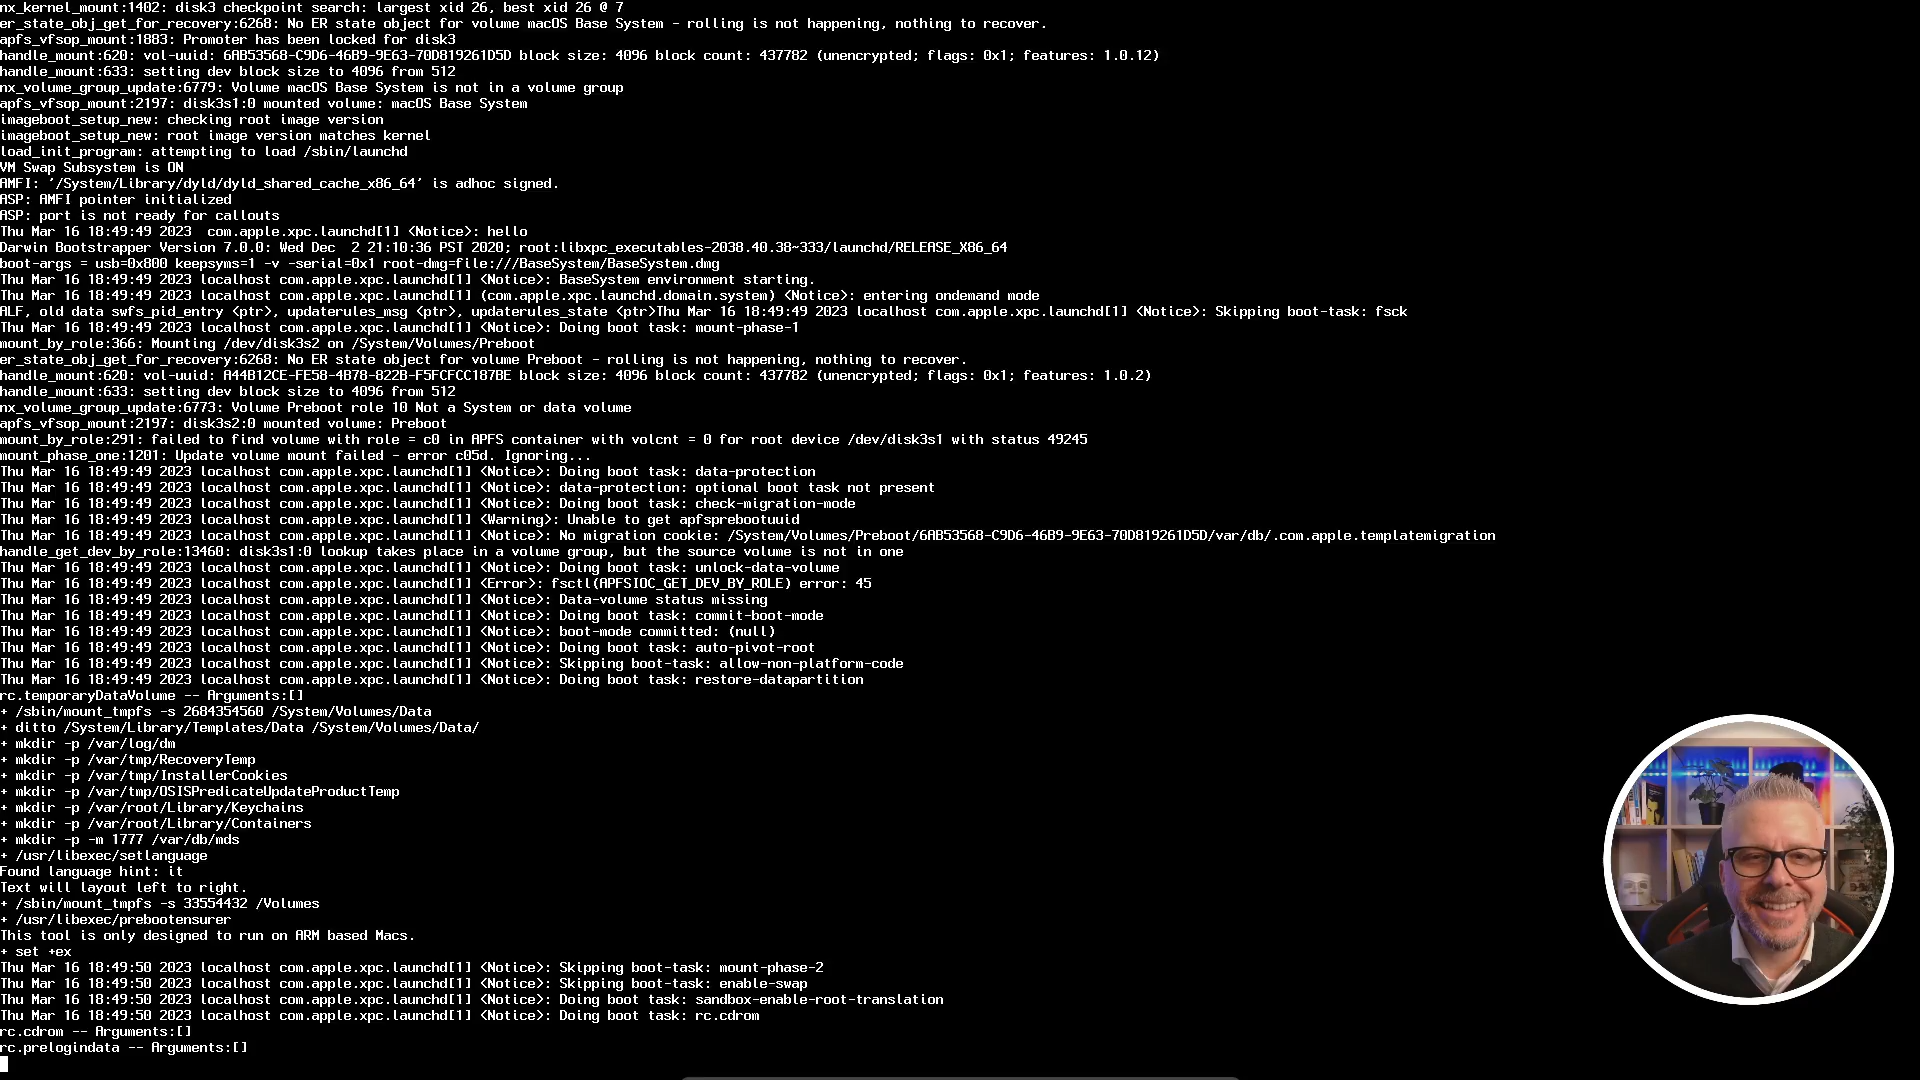 nx_kernel_mount:1402: disk3 checkpoint search: largest xid 26, best xid 26 @ 7
er_state_obj_get_for_recovery:6268: No ER state object for volume macOS Base System - rolling is not happening, nothing to recover.
apfs_vfsop_mount:1883: Promoter has been locked for disk3
handle_mount:620: vol-uuid: 6AB53568-C9D6-46B9-9E63-70D819261D5D block size: 4096 block count: 437782 (unencrypted; flags: 0x1; features: 1.0.12)
handle_mount:633: setting dev block size to 4096 from 512
nx_volume_group_update:6779: Volume macOS Base System is not in a volume group
apfs_vfsop_mount:2197: disk3s1:0 mounted volume: macOS Base System
imageboot_setup_new: checking root image version
imageboot_setup_new: root image version matches kernel
load_init_program: attempting to load /sbin/launchd
VM Swap Subsystem is ON
AMFI: '/System/Library/dyld/dyld_shared_cache_x86_64' is adhoc signed.
ASP: AMFI pointer initialized
ASP: port is not ready for callouts
Thu Mar 16 18:49:49 2023  com.apple.xpc.launchd[1] <Notice>: hello
Darwin Bootstrapper Version 7.0.0: Wed Dec  2 21:10:36 PST 2020; root:libxpc_executables-2038.40.38~333/launchd/RELEASE_X86_64
boot-args = usb=0x800 keepsyms=1 -v -serial=0x1 root-dmg=file:///BaseSystem/BaseSystem.dmg
Thu Mar 16 18:49:49 2023 localhost com.apple.xpc.launchd[1] <Notice>: BaseSystem environment starting.
Thu Mar 16 18:49:49 2023 localhost com.apple.xpc.launchd[1] (com.apple.xpc.launchd.domain.system) <Notice>: entering ondemand mode
ALF, old data swfs_pid_entry <ptr>, updaterules_msg <ptr>, updaterules_state <ptr>Thu Mar 16 18:49:49 2023 localhost com.apple.xpc.launchd[1] <Notice>: Skipping boot-task: fsck
Thu Mar 16 18:49:49 2023 localhost com.apple.xpc.launchd[1] <Notice>: Doing boot task: mount-phase-1
mount_by_role:366: Mounting /dev/disk3s2 on /System/Volumes/Preboot
er_state_obj_get_for_recovery:6268: No ER state object for volume Preboot - rolling is not happening, nothing to recover.
handle_mount:620: vol-uuid: A44B12CE-FE58-4B78-822B-F5FCFCC187BE block size: 4096 block count: 437782 (unencrypted; flags: 0x1; features: 1.0.2)
handle_mount:633: setting dev block size to 4096 from 512
nx_volume_group_update:6773: Volume Preboot role 10 Not a System or data volume
apfs_vfsop_mount:2197: disk3s2:0 mounted volume: Preboot
mount_by_role:291: failed to find volume with role = c0 in APFS container with volcnt = 0 for root device /dev/disk3s1 with status 49245
mount_phase_one:1201: Update volume mount failed - error c05d. Ignoring...
Thu Mar 16 18:49:49 2023 localhost com.apple.xpc.launchd[1] <Notice>: Doing boot task: data-protection
Thu Mar 16 18:49:49 2023 localhost com.apple.xpc.launchd[1] <Notice>: data-protection: optional boot task not present
Thu Mar 16 18:49:49 2023 localhost com.apple.xpc.launchd[1] <Notice>: Doing boot task: check-migration-mode
Thu Mar 16 18:49:49 2023 localhost com.apple.xpc.launchd[1] <Warning>: Unable to get apfsprebootuuid
Thu Mar 16 18:49:49 2023 localhost com.apple.xpc.launchd[1] <Notice>: No migration cookie: /System/Volumes/Preboot/6AB53568-C9D6-46B9-9E63-70D819261D5D/var/db/.com.apple.templatemigration
handle_get_dev_by_role:13460: disk3s1:0 lookup takes place in a volume group, but the source volume is not in one
Thu Mar 16 18:49:49 2023 localhost com.apple.xpc.launchd[1] <Notice>: Doing boot task: unlock-data-volume
Thu Mar 16 18:49:49 2023 localhost com.apple.xpc.launchd[1] <Error>: fsctl(APFSIOC_GET_DEV_BY_ROLE) error: 45
Thu Mar 16 18:49:49 2023 localhost com.apple.xpc.launchd[1] <Notice>: Data-volume status missing
Thu Mar 16 18:49:49 2023 localhost com.apple.xpc.launchd[1] <Notice>: Doing boot task: commit-boot-mode
Thu Mar 16 18:49:49 2023 localhost com.apple.xpc.launchd[1] <Notice>: boot-mode committed: (null)
Thu Mar 16 18:49:49 2023 localhost com.apple.xpc.launchd[1] <Notice>: Doing boot task: auto-pivot-root
Thu Mar 16 18:49:49 2023 localhost com.apple.xpc.launchd[1] <Notice>: Skipping boot-task: allow-non-platform-code
Thu Mar 16 18:49:49 2023 localhost com.apple.xpc.launchd[1] <Notice>: Doing boot task: restore-datapartition
rc.temporaryDataVolume -- Arguments:[]
+ /sbin/mount_tmpfs -s 2684354560 /System/Volumes/Data
+ ditto /System/Library/Templates/Data /System/Volumes/Data/
+ mkdir -p /var/log/dm
+ mkdir -p /var/tmp/RecoveryTemp
+ mkdir -p /var/tmp/InstallerCookies
+ mkdir -p /var/tmp/OSISPredicateUpdateProductTemp
+ mkdir -p /var/root/Library/Keychains
+ mkdir -p /var/root/Library/Containers
+ mkdir -p -m 1777 /var/db/mds
+ /usr/libexec/setlanguage
Found language hint: it
Text will layout left to right.
+ /sbin/mount_tmpfs -s 33554432 /Volumes
+ /usr/libexec/prebootensurer
This tool is only designed to run on ARM based Macs.
+ set +ex
Thu Mar 16 18:49:50 2023 localhost com.apple.xpc.launchd[1] <Notice>: Skipping boot-task: mount-phase-2
Thu Mar 16 18:49:50 2023 localhost com.apple.xpc.launchd[1] <Notice>: Skipping boot-task: enable-swap
Thu Mar 16 18:49:50 2023 localhost com.apple.xpc.launchd[1] <Notice>: Doing boot task: sandbox-enable-root-translation
Thu Mar 16 18:49:50 2023 localhost com.apple.xpc.launchd[1] <Notice>: Doing boot task: rc.cdrom
rc.cdrom -- Arguments:[]
rc.prelogindata -- Arguments:[]